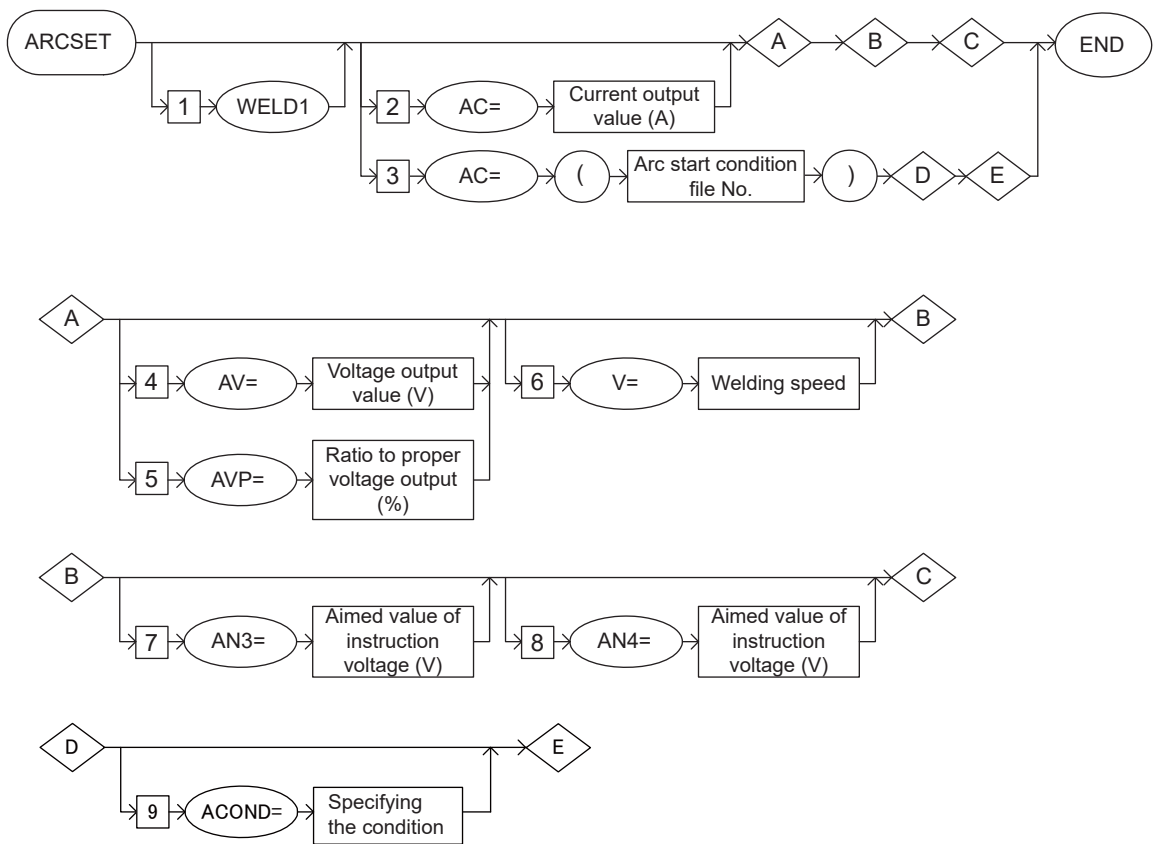 ARCSET
A
B
C
END
1
WELD1
2
AC=
Current output
value (A)
3
AC=
(
Arc start condition
file No.
)
D
E
A
B
4
AV=
Voltage output
value (V)
6
V=
Welding speed
5
AVP=
Ratio to proper
voltage output
(%)
B
C
7
AN3=
Aimed value of
instruction
voltage (V)
8
AN4=
Aimed value of
instruction
voltage (V)
D
E
9
ACOND=
Specifying
the condition